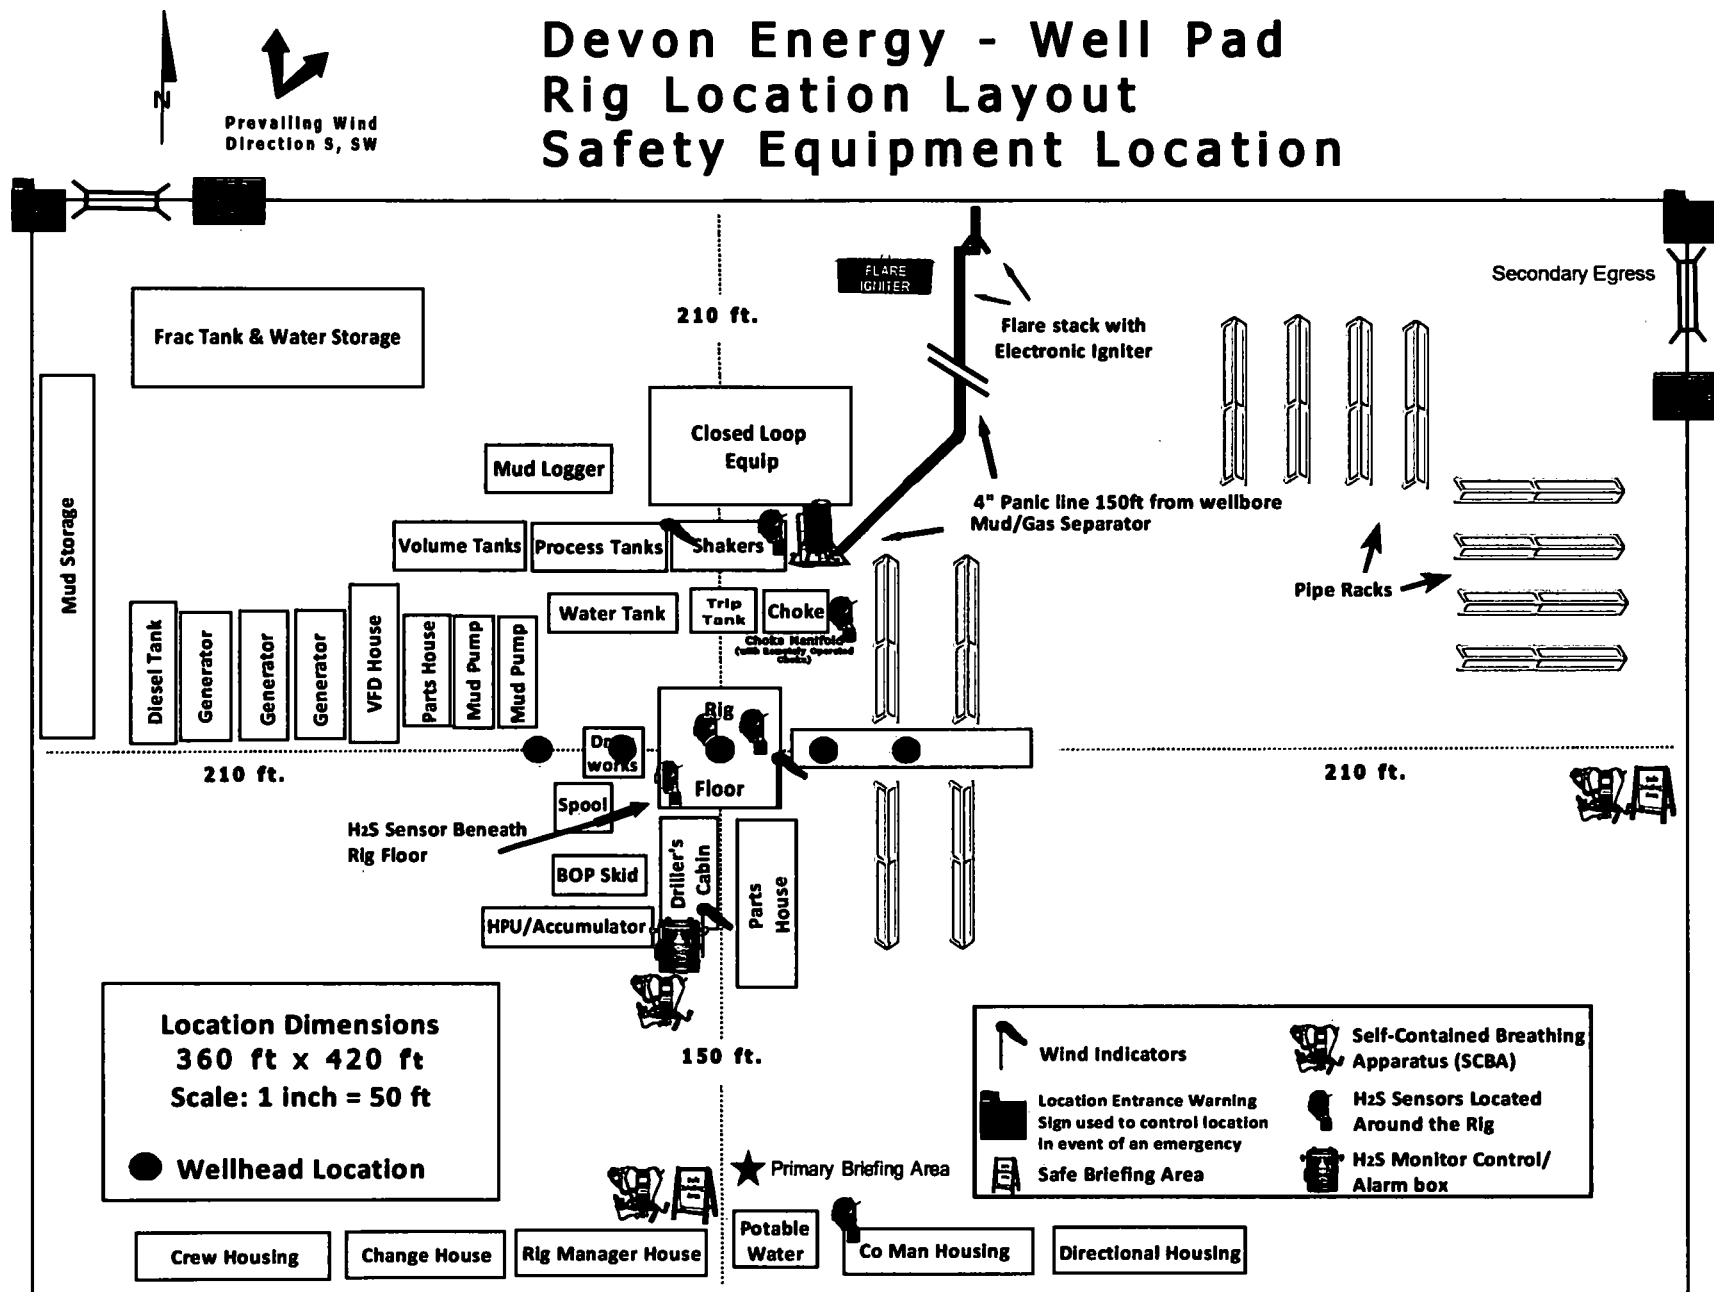 Devon Energy - Well Pad
Rig Location Layout
Safety Equipment Location
N
Prevailing Wind
Direction S, SW
Secondary Egress
FLARE
IGNITER
210 ft.
Flare stack with
Electronic Igniter
Frac Tank & Water Storage
Closed Loop
Equip
Mud Logger
4" Panic line 150ft from wellbore
Mud/Gas Separator
Mud Storage
Volume Tanks
Process Tanks
Shakers
Pipe Racks
Water Tank
Trip
Tank
Choke
Choke Manifold
(with Remotely Operated
Choke)
Diesel Tank
Generator
Generator
Generator
VFD House
Parts House
Mud Pump
Mud Pump
Rig
Floor
works
210 ft.
210 ft.
Spool
H2S Sensor Beneath
Rig Floor
Driller's
Cabin
Parts
House
BOP Skid
HPU/Accumulator
Location Dimensions
360 ft x 420 ft
Scale: 1 inch = 50 ft
Wellhead Location
150 ft.
Wind Indicators
Location Entrance Warning
Sign used to control location
in event of an emergency
Safe Briefing Area
Self-Contained Breathing
Apparatus (SCBA)
H2S Sensors Located
Around the Rig
H2S Monitor Control/
Alarm box
Primary Briefing Area
Crew Housing
Change House
Rig Manager House
Potable
Water
Co Man Housing
Directional Housing